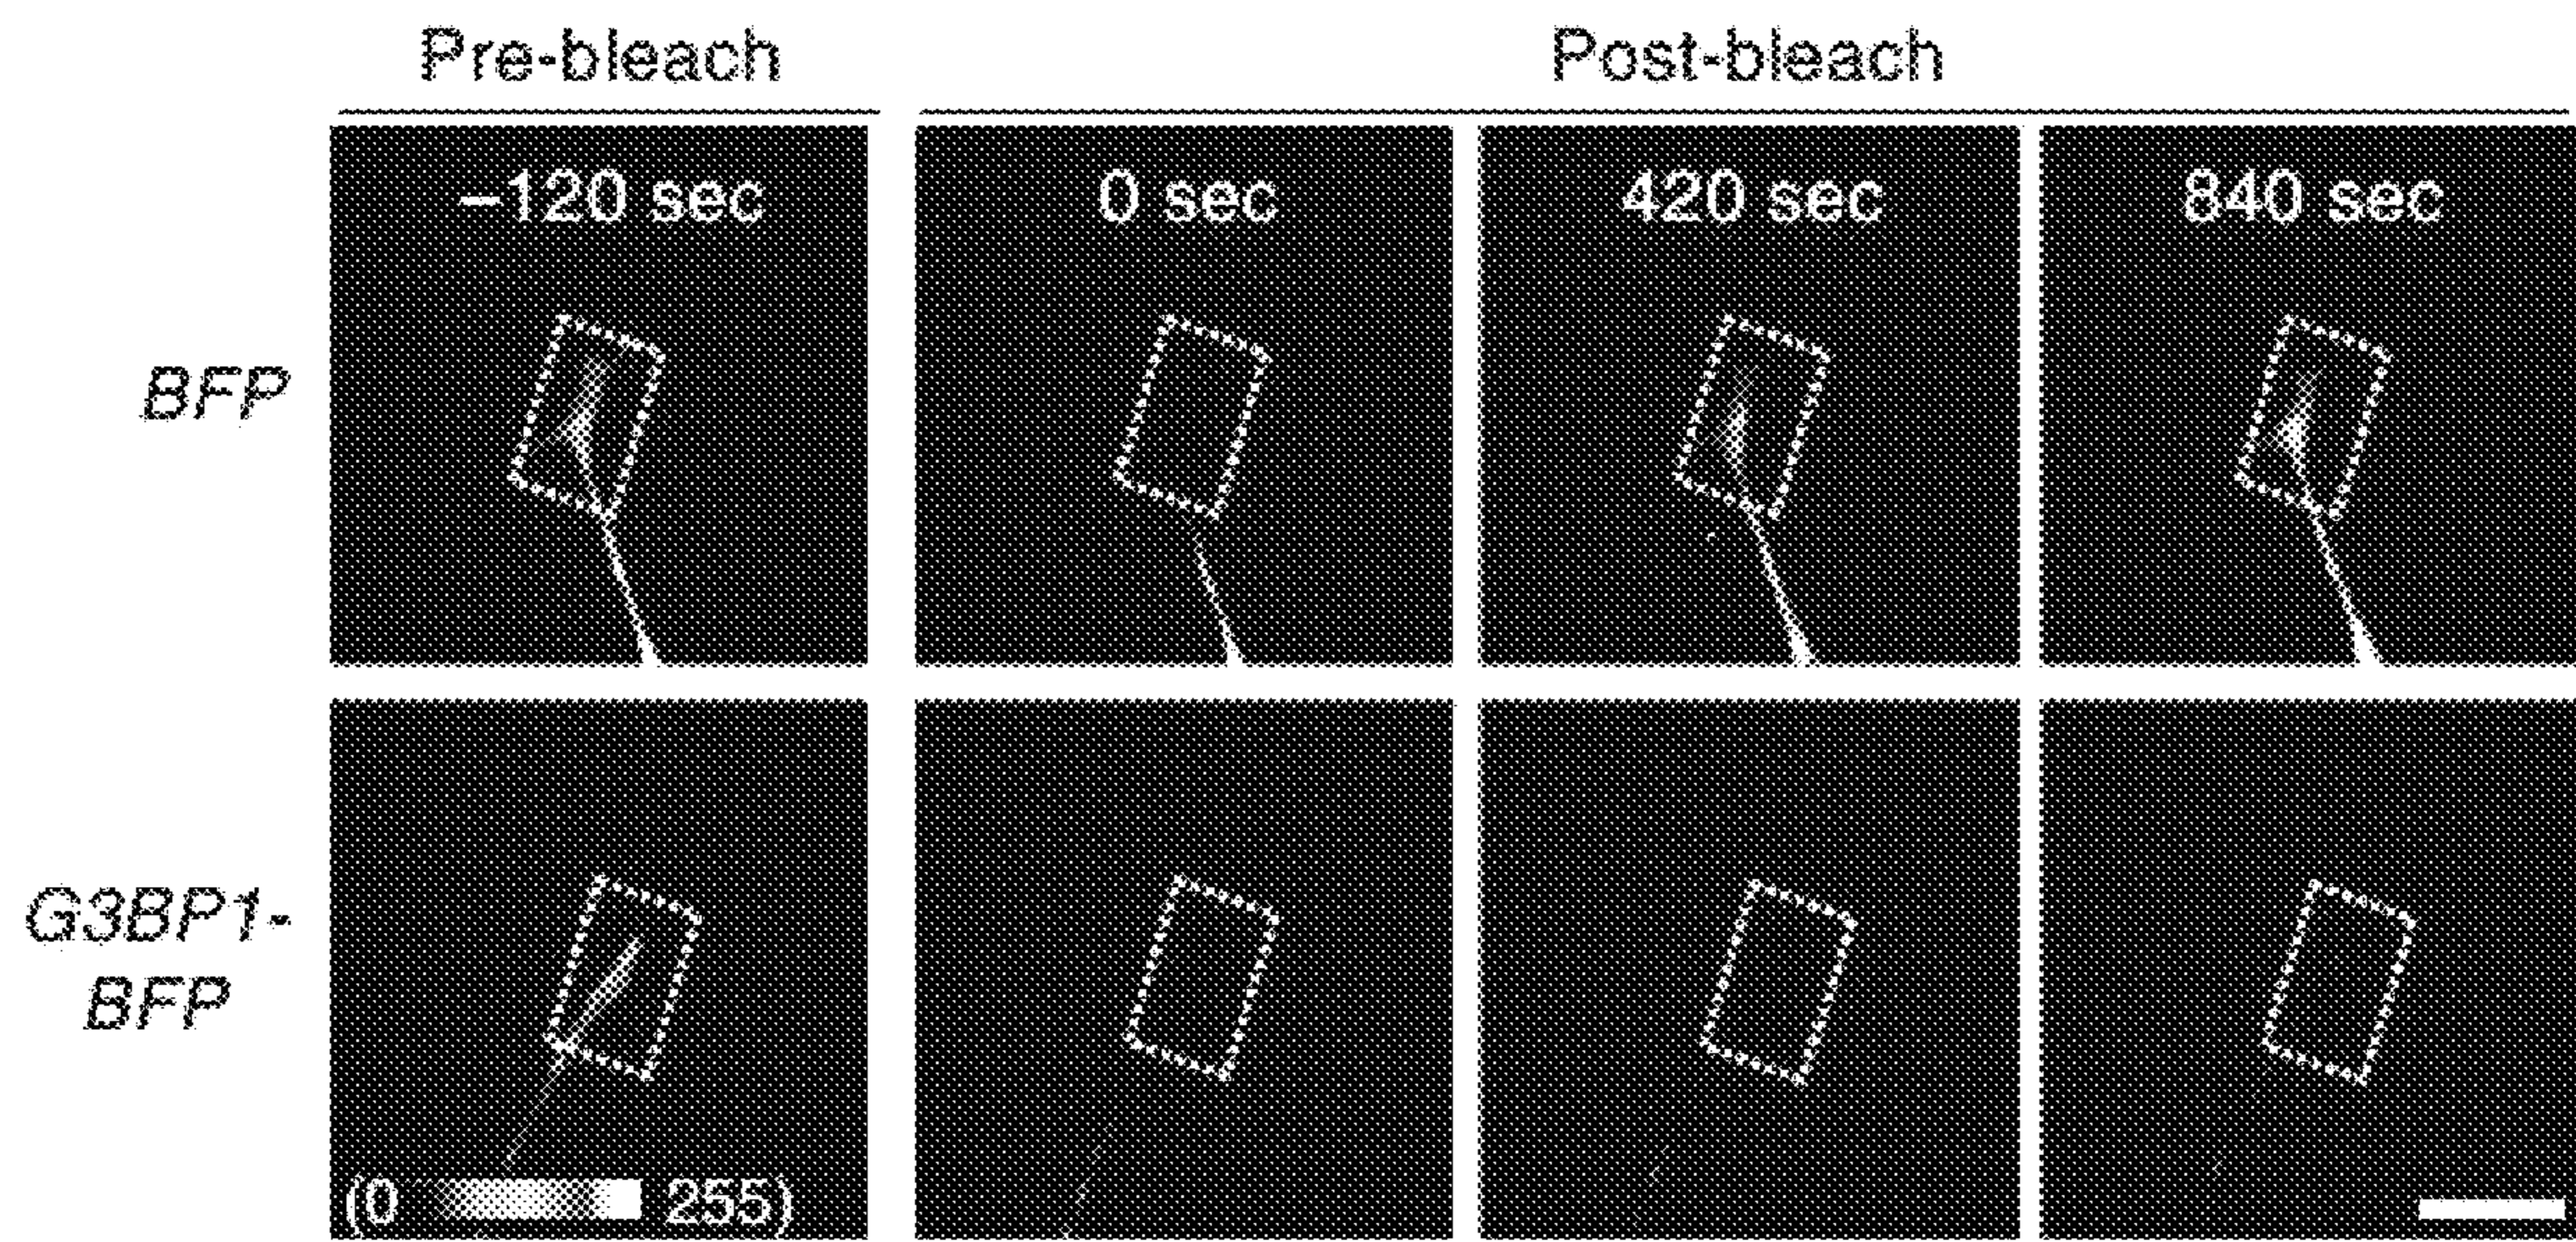 Pre-bleach
Post-bleach
–120 sec
0 sec
420 sec
840 sec
BFP
G3BP1-
BFP
(0
255)